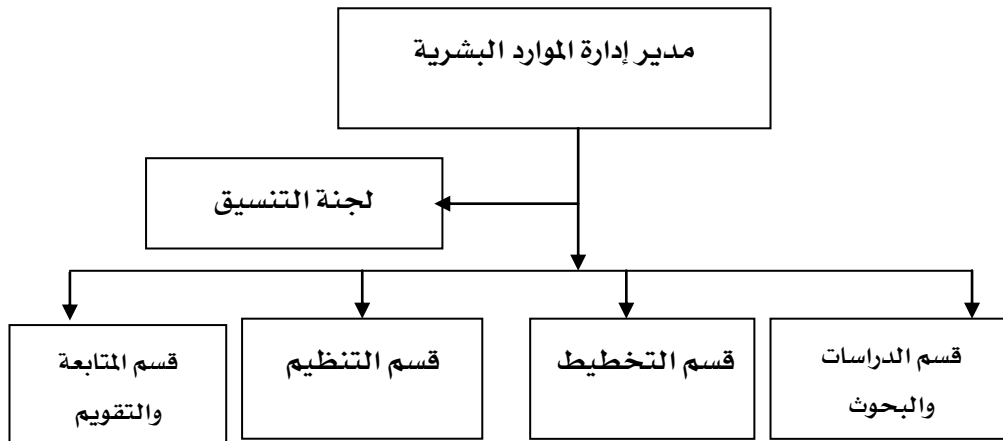 مدير إدارة الموارد البشرية
لجنة التنسيق
قسم الدراسات
والبحوث
قسم التخطيط
قسم التنظيم
قسم المتابعة
والتقويم